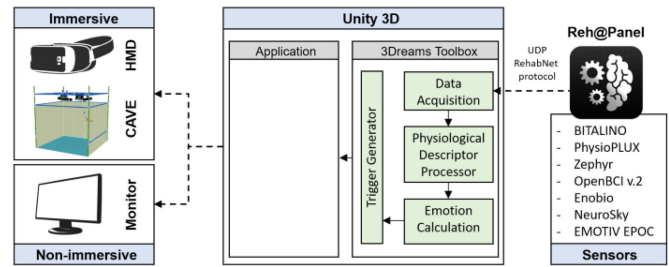 Immersive
HMD
CAVE
Monitor
Non-immersive
Unity 3D
Application
3Dreams Toolbox
Trigger Generator
Data
Acquisition
Physiological
Descriptor
Processor
Emotion
Calculation
UDP
RehabNet
protocol
Reh@Panel
- BITALINO
- PhysioPLUX
- Zephyr
- OpenBCI v.2
- Enobio
- NeuroSky
- EMOTIV EPOC
Sensors